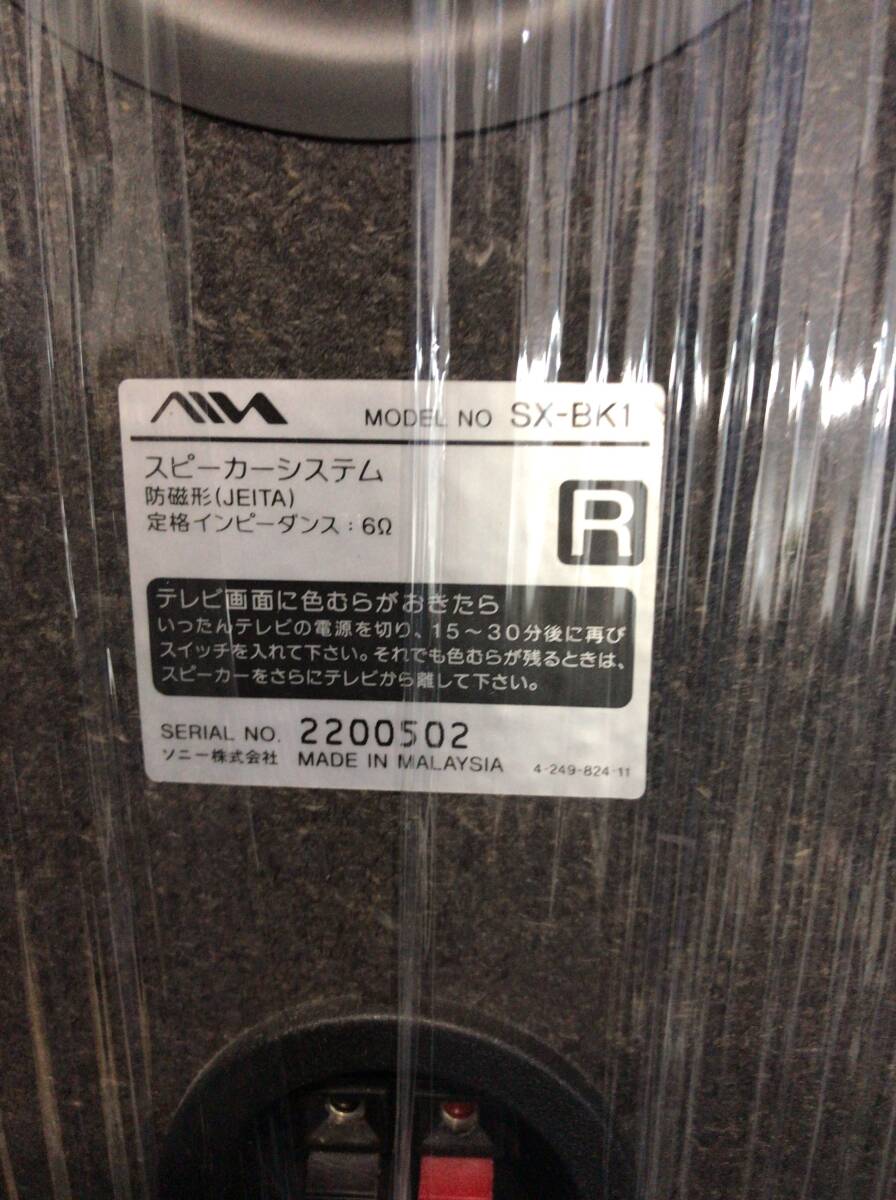 AIWA
MODEL NO SX-BK1
スピーカーシステム
防磁形(JEITA)
定格インピーダンス:6Ω
R
テレビ画面に色むらがおきたら
いったんテレビの電源を切り、15〜30分後に再び
スイッチを入れて下さい。それでも色むらが残るときは、
スピーカーをさらにテレビから離して下さい。
SERIAL NO. 2200502
ソニー株式会社 MADE IN MALAYSIA 4-249-824-11